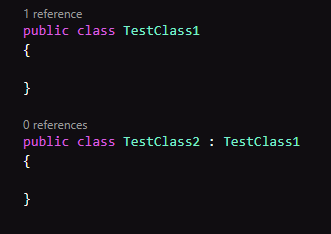 1 reference
public class TestClass1
{
}
0 references
public class TestClass2 : TestClass1
{
}